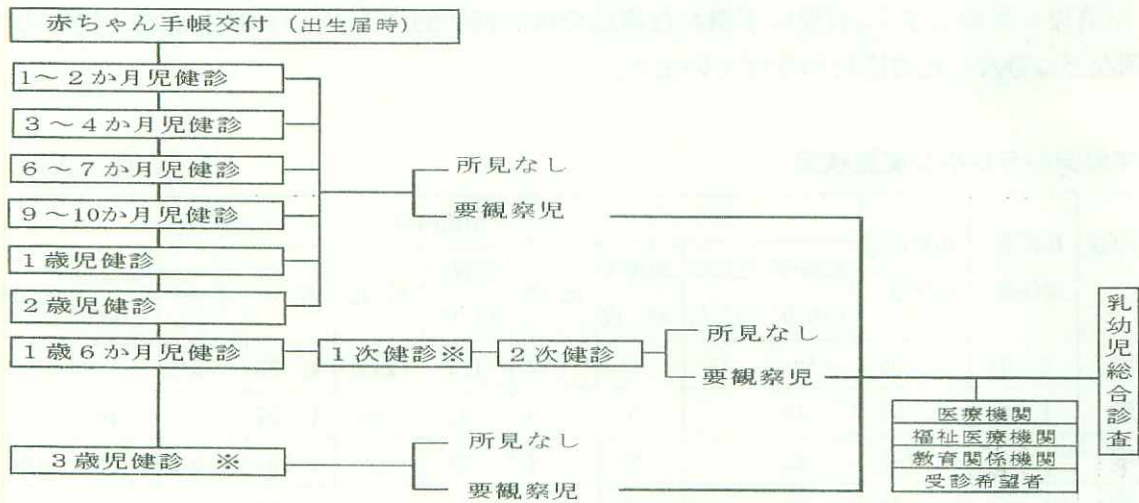 赤ちゃん手帳交付（出生届時）
1～2か月児健診
3～4か月児健診
6～7か月児健診
9～10か月児健診
1歳児健診
2歳児健診
所見なし
要観察児
1歳6か月児健診
1次健診※
2次健診
所見なし
要観察児
3歳児健診　※
所見なし
要観察児
医療機関
福祉医療機関
教育関係機関
受診希望者
乳幼児総合診査